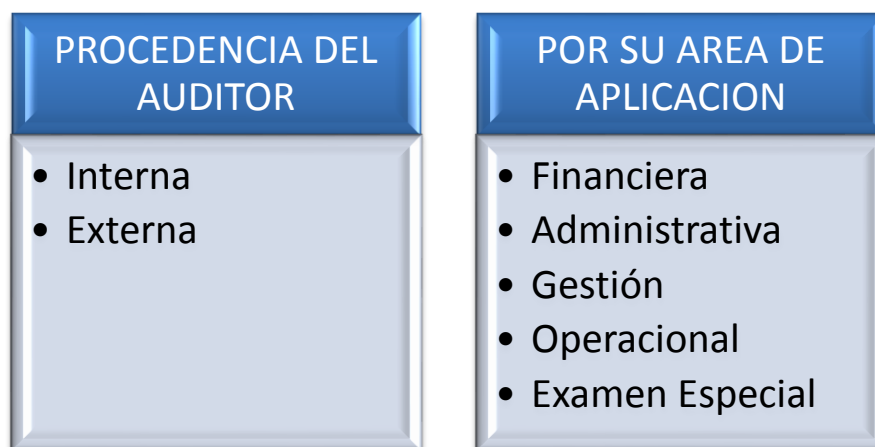 PROCEDENCIA DEL
AUDITOR
• Interna
• Externa
POR SU AREA DE
APLICACION
• Financiera
• Administrativa
• Gestión
• Operacional
• Examen Especial